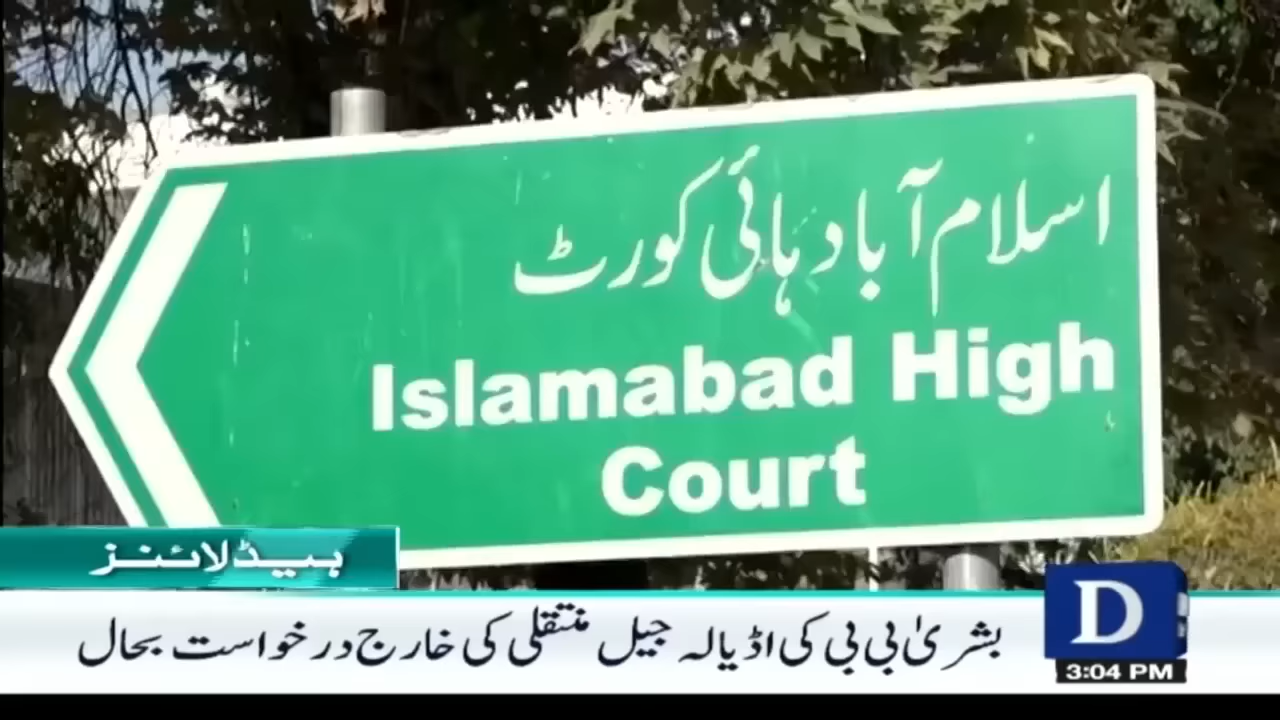 اسلام آباد ہائی کورٹ
Islamabad High
Court
ہیڈلائنز
بشریٰ بی بی کی اڈیالہ جیل منتقلی کی خارج درخواست بحال
D
3:04 PM